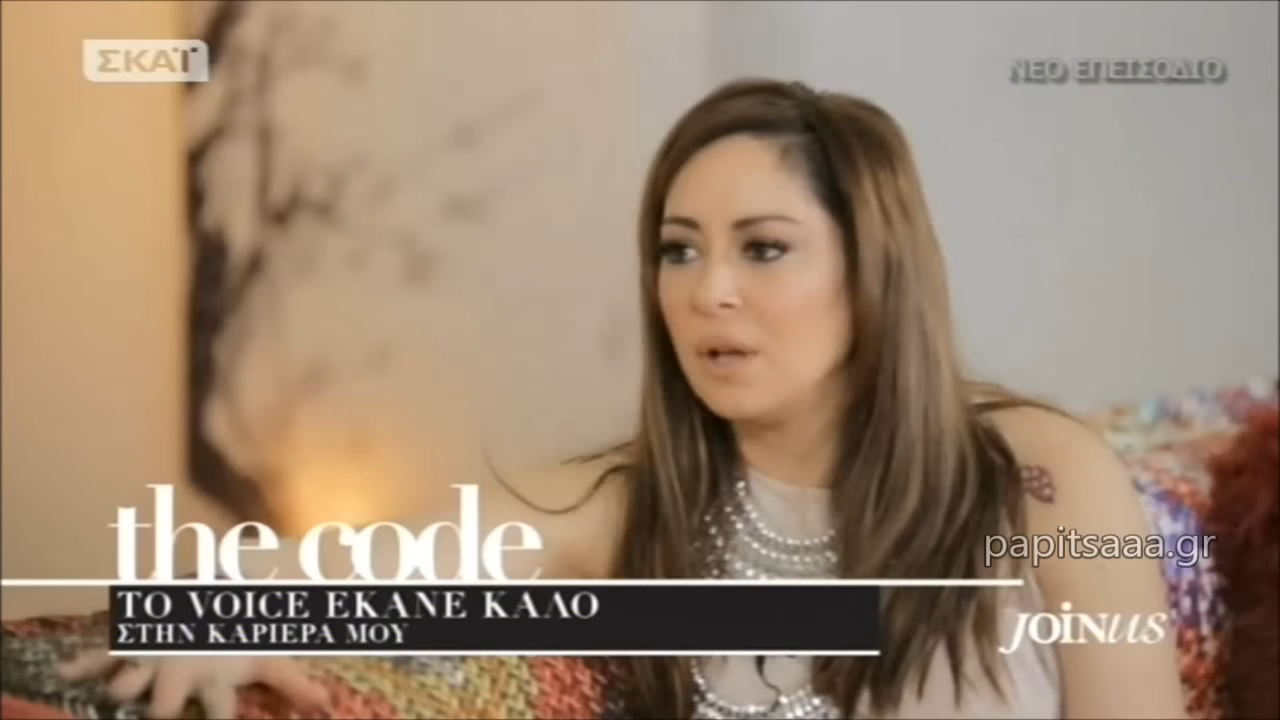 ΣΚΑΪ
ΝΕΟ ΕΠΕΙΣΟΔΙΟ
the code
papitsaaa.gr
ΤΟ VOICE ΕΚΑΝΕ ΚΑΛΟ
ΣΤΗΝ ΚΑΡΙΕΡΑ ΜΟΥ
JOINUS